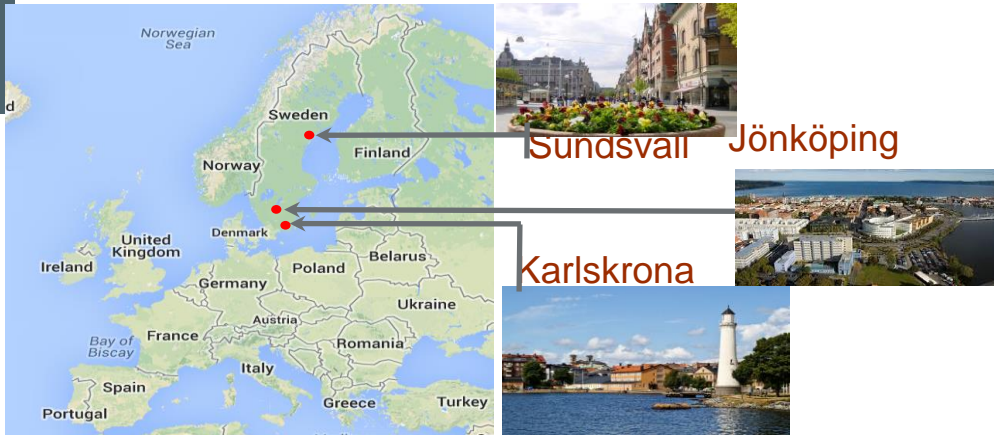 Norwegian
Sea
d
Sweden
Norway
Finland
Denmark
United
Kingdom
Ireland
Poland
Belarus
Germany
Ukraine
Austria
France
Bay of
Biscay
Romania
Italy
Spain
Portugal
Greece
Turkey
Sundsvall
Jönköping
Karlskrona